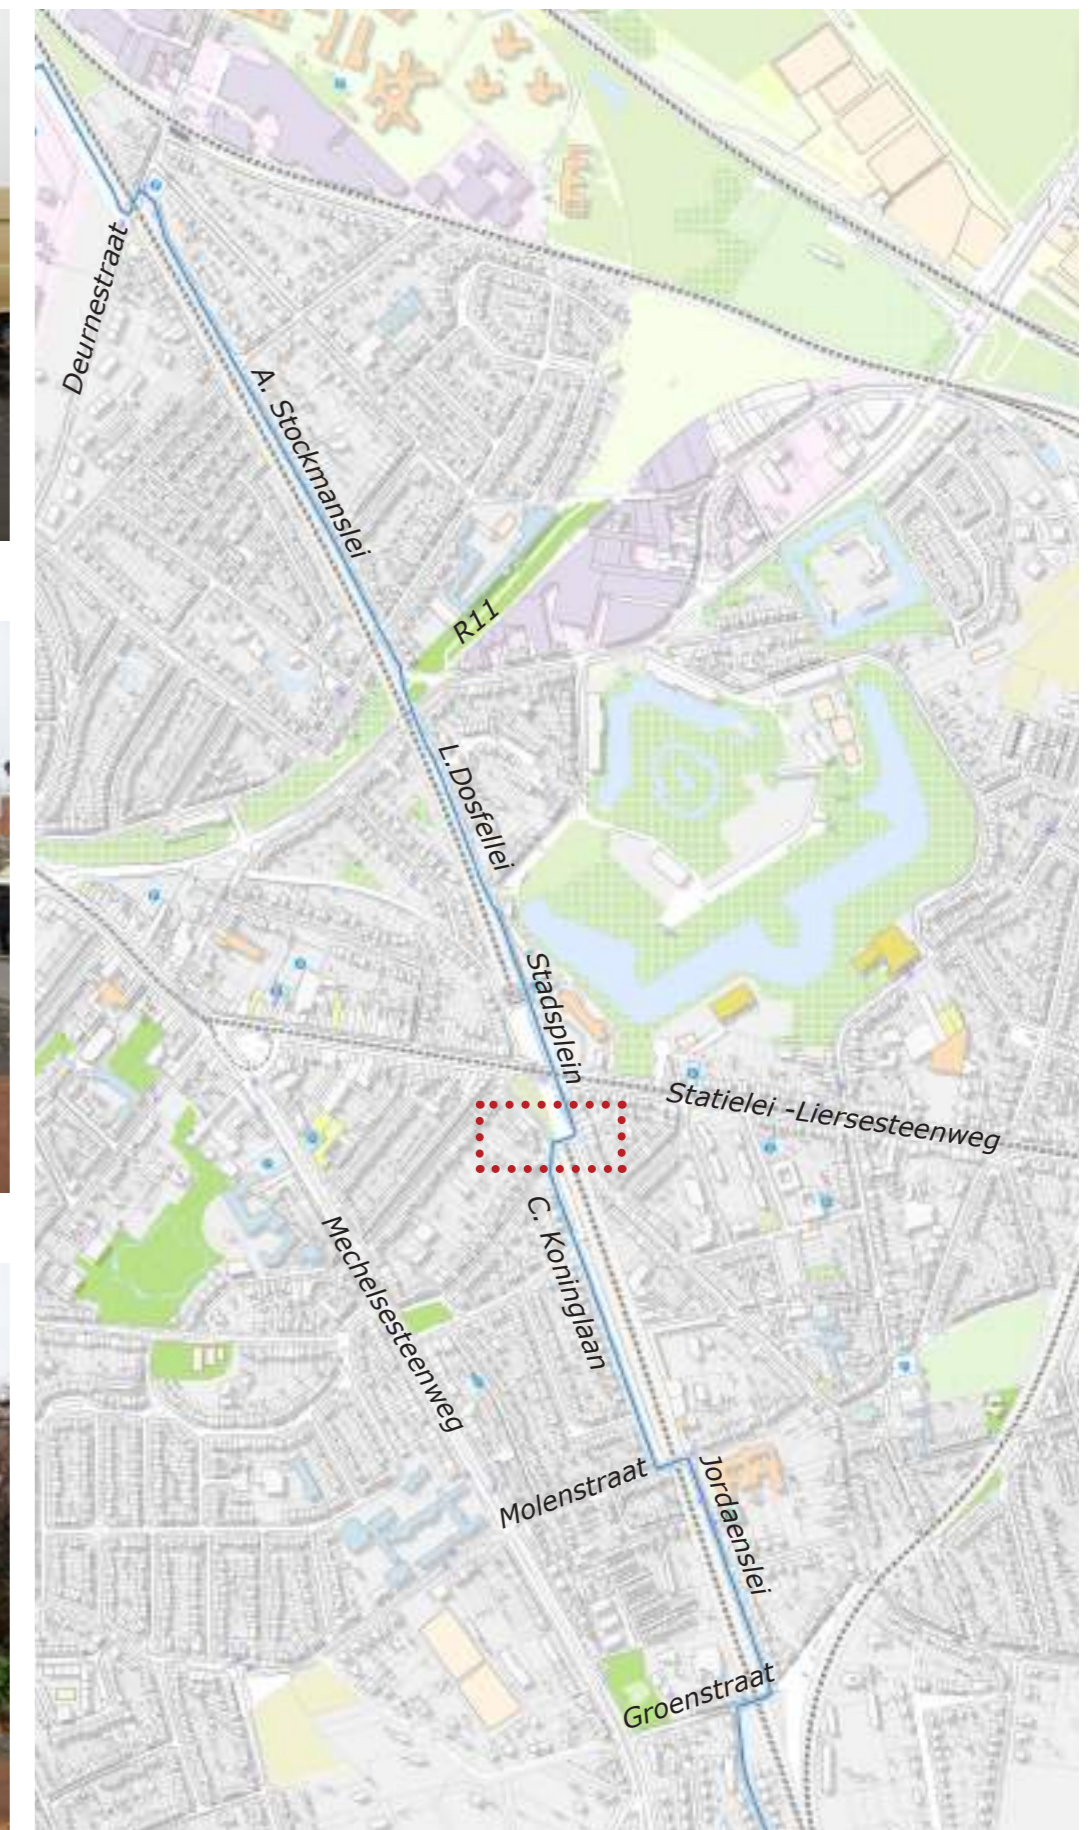 Deurnestraat
A. Stockmanslei
R11
L.Dosfellei
Stadsplein
Statielei -Liersesteenweg
C. Koninglaan
Mechelsesteenweg
Molenstraat
Jordaenslei
Groenstraat